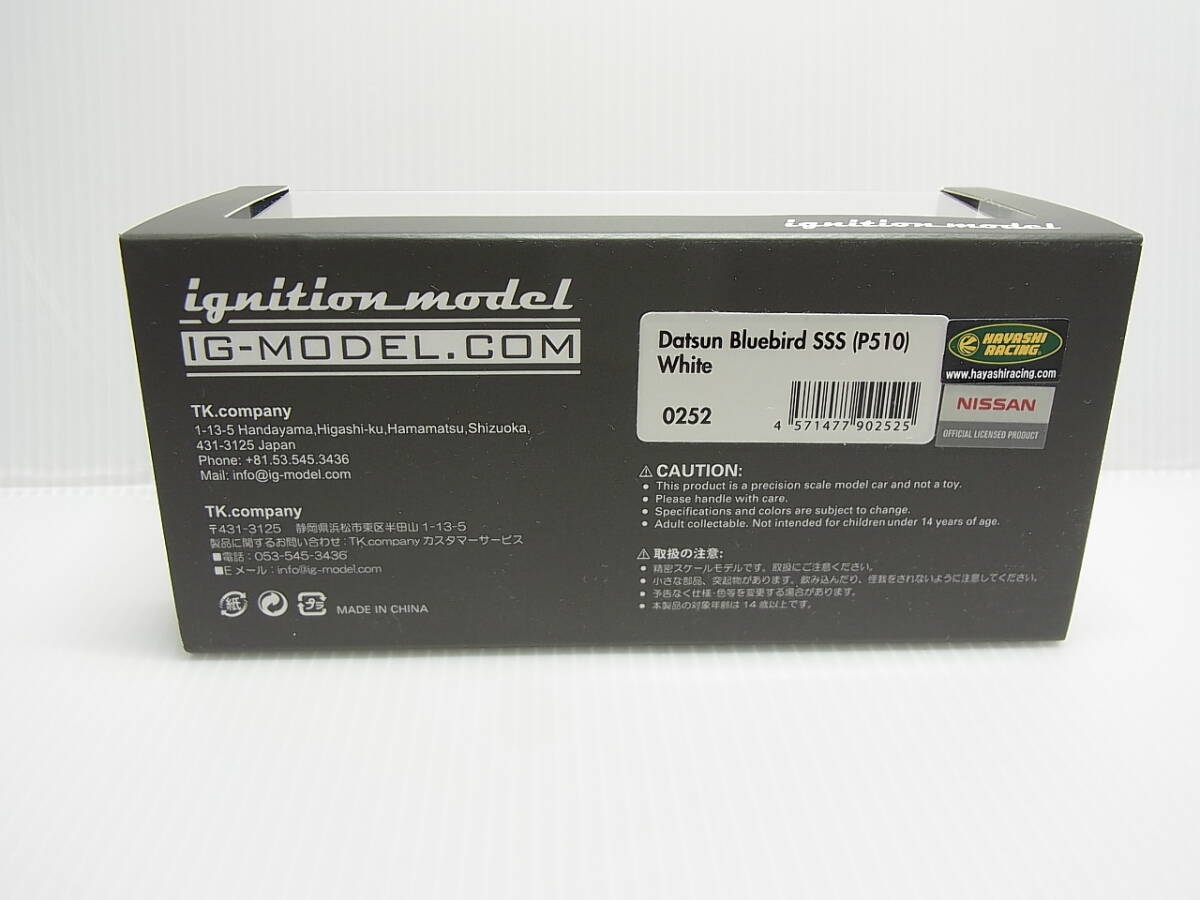 ignition model
ignition model
IG-MODEL.COM
TK.company
1-13-5 Handayama,Higashi-ku,Hamamatsu,Shizuoka,
431-3125 Japan
Phone: +81.53.545.3436
Mail: info@ig-model.com
TK.company
〒431-3125 静岡県浜松市東区半田山1-13-5
製品に関するお問い合わせ：TK.companyカスタマーサービス
■電話：053-545-3436
■Eメール：info@ig-model.com
紙 プラ MADE IN CHINA
Datsun Bluebird SSS (P510)
White
0252
4 571477 902525
HAYASHI
RACING
www.hayashiracing.com
NISSAN
OFFICIAL LICENSED PRODUCT
⚠ CAUTION:
• This product is a precision scale model car and not a toy.
• Please handle with care.
• Specifications and colors are subject to change.
• Adult collectable. Not intended for children under 14 years of age.
⚠ 取扱の注意:
• 精密スケールモデルです。取扱にご注意ください。
• 小さな部品、突起物があります。飲み込んだり、怪我をされないように注意してください。
• 予告なく仕様・色等を変更する場合があります。
• 本製品の対象年齢は14歳以上です。